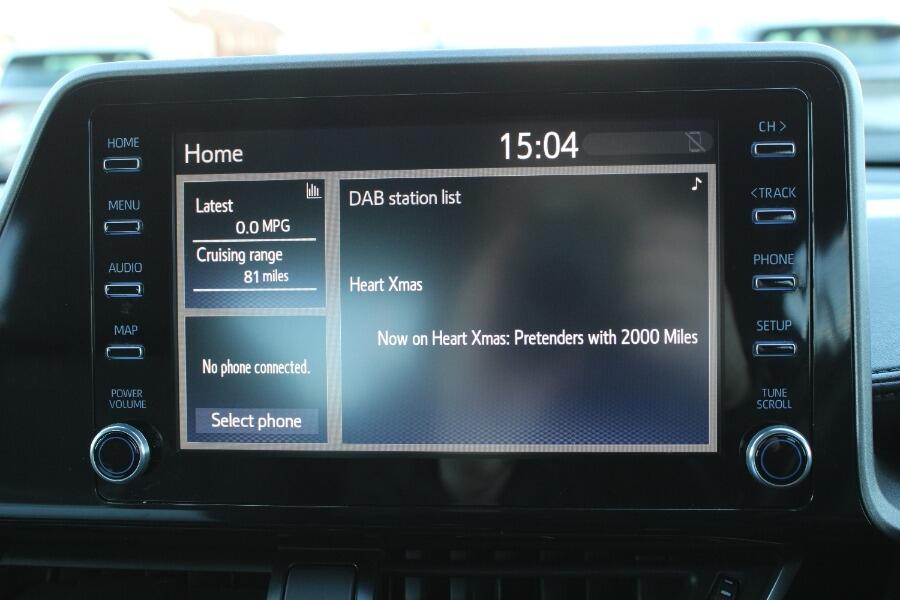 HOME
MENU
AUDIO
MAP
POWER
VOLUME
Home
15:04
Latest
0.0 MPG
Cruising range
81 miles
No phone connected.
Select phone
DAB station list
Heart Xmas
Now on Heart Xmas: Pretenders with 2000 Miles
CH >
< TRACK
PHONE
SETUP
TUNE
SCROLL